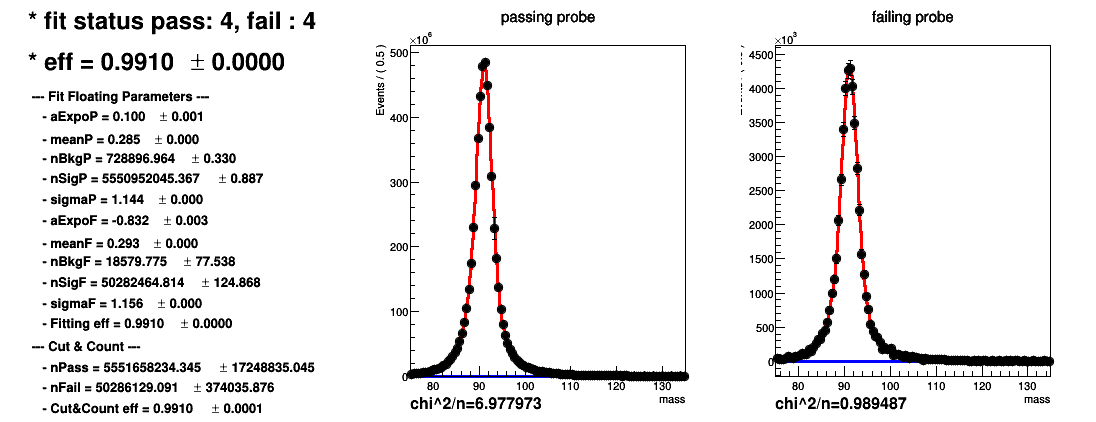 * fit status pass: 4, fail : 4
* eff = 0.9910 ± 0.0000
--- Fit Floating Parameters ---
- aExpoP = 0.100 ± 0.001
- meanP = 0.285 ± 0.000
- nBkgP = 728896.964 ± 0.330
- nSigP = 5550952045.367 ± 0.887
- sigmaP = 1.144 ± 0.000
- aExpoF = -0.832 ± 0.003
- meanF = 0.293 ± 0.000
- nBkgF = 18579.775 ± 77.538
- nSigF = 50282464.814 ± 124.868
- sigmaF = 1.156 ± 0.000
- Fitting eff = 0.9910 ± 0.0000
--- Cut & Count ---
- nPass = 5551658234.345 ± 17248835.045
- nFail = 50286129.091 ± 374035.876
- Cut&Count eff = 0.9910 ± 0.0001
passing probe
×10^6
Events / ( 0.5 )
500
400
300
200
100
0
80 90 100 110 120 130
mass
chi^2/n=6.977973
failing probe
×10^3
4500
4000
3500
3000
2500
2000
1500
1000
500
0
80 90 100 110 120 130
mass
chi^2/n=0.989487